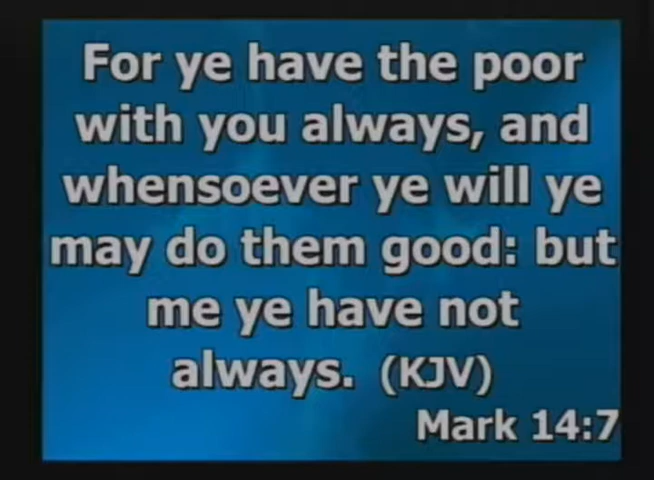 For ye have the poor
with you always, and
whensoever ye will ye
may do them good: but
me ye have not
always. (KJV)
Mark 14:7